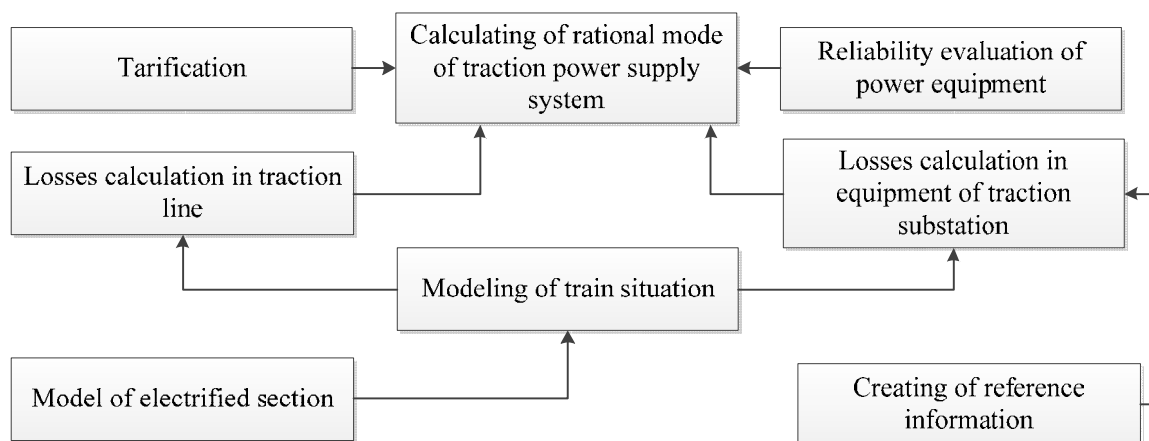 Tarification
Calculating of rational mode
of traction power supply
system
Reliability evaluation of
power equipment
Losses calculation in traction
line
Losses calculation in
equipment of traction
substation
Modeling of train situation
Model of electrified section
Creating of reference
information